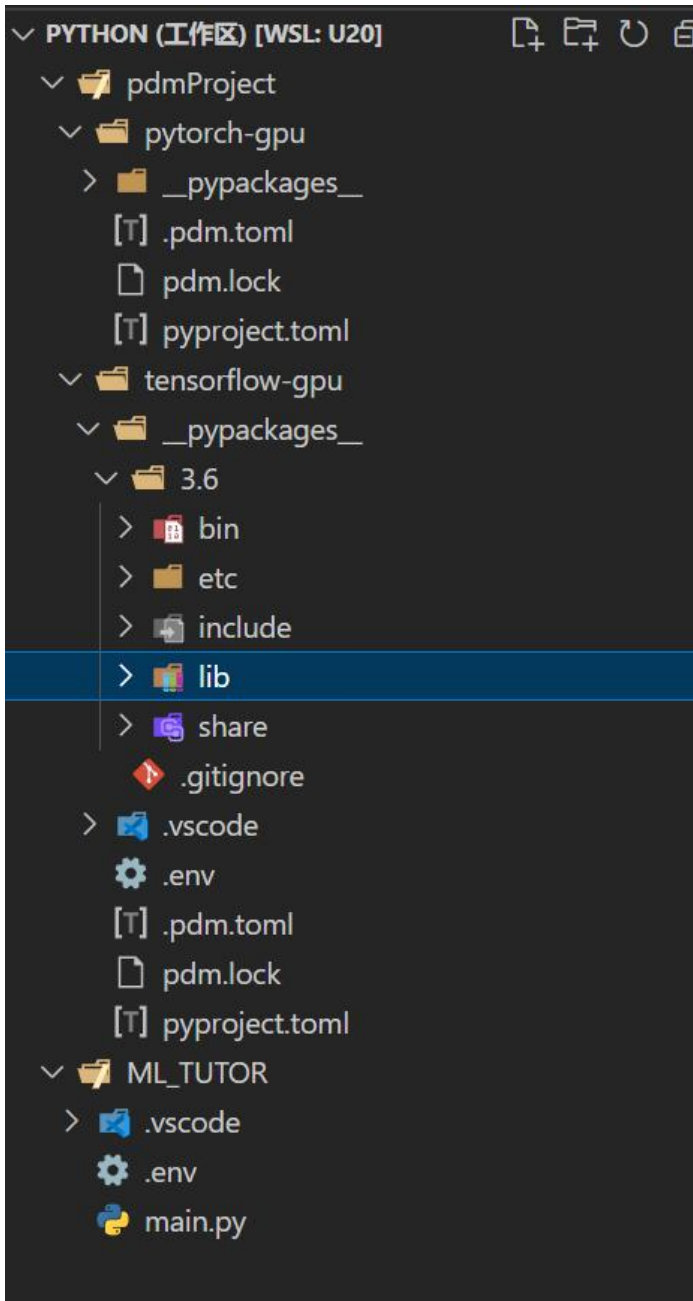 PYTHON (工作区) [WSL: U20]
pdmProject
pytorch-gpu
__pypackages__
[T] .pdm.toml
pdm.lock
[T] pyproject.toml
tensorflow-gpu
__pypackages__
3.6
bin
etc
include
lib
share
.gitignore
.vscode
.env
[T] .pdm.toml
pdm.lock
[T] pyproject.toml
ML_TUTOR
.vscode
.env
main.py